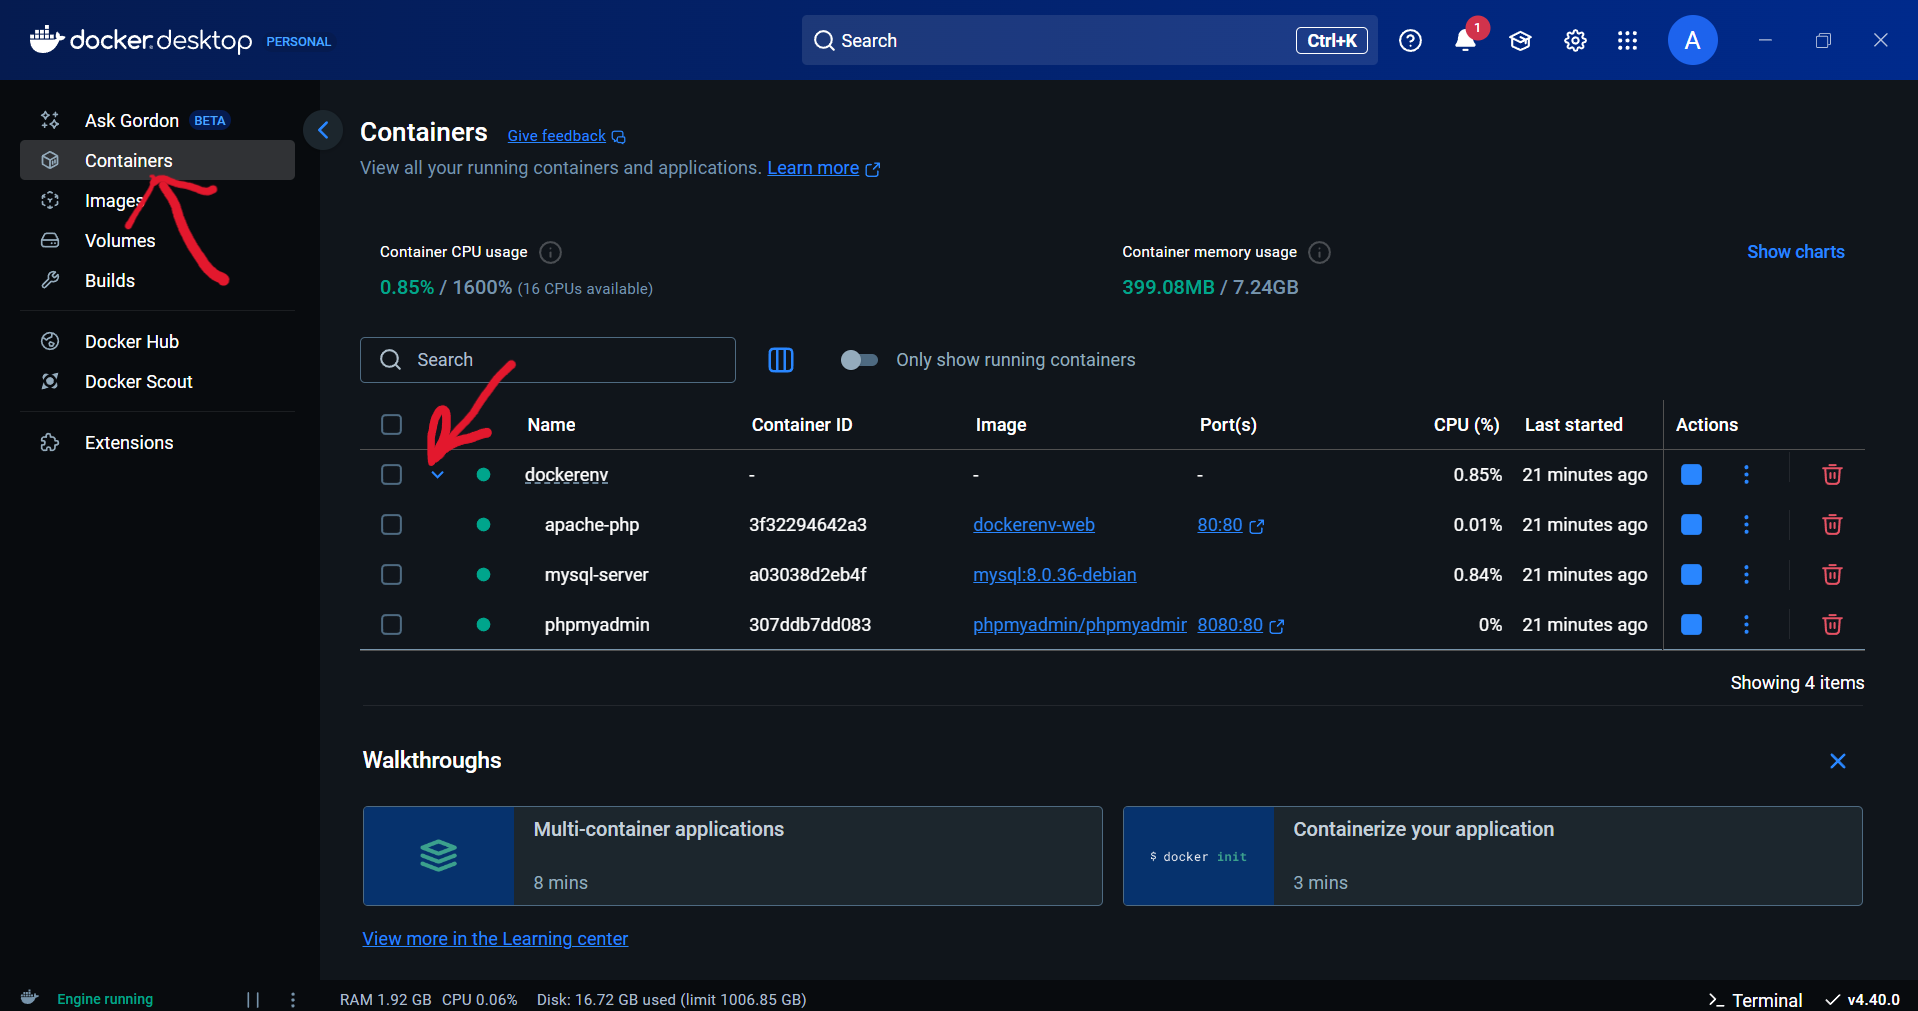 docker.desktop PERSONAL
Search Ctrl+K
1
A
Ask Gordon BETA
Containers
Images
Volumes
Builds
Docker Hub
Docker Scout
Extensions
Containers Give feedback
View all your running containers and applications. Learn more
Container CPU usage
0.85% / 1600% (16 CPUs available)
Container memory usage
399.08MB / 7.24GB
Show charts
Search
Only show running containers
Name Container ID Image Port(s) CPU (%) Last started Actions
dockerenv - - - 0.85% 21 minutes ago
apache-php 3f32294642a3 dockerenv-web 80:80 0.01% 21 minutes ago
mysql-server a03038d2eb4f mysql:8.0.36-debian 0.84% 21 minutes ago
phpmyadmin 307ddb7dd083 phpmyadmin/phpmyadmir 8080:80 0% 21 minutes ago
Showing 4 items
Walkthroughs
Multi-container applications
8 mins
$ docker init
Containerize your application
3 mins
View more in the Learning center
Engine running
RAM 1.92 GB CPU 0.06% Disk: 16.72 GB used (limit 1006.85 GB)
>_ Terminal
v4.40.0